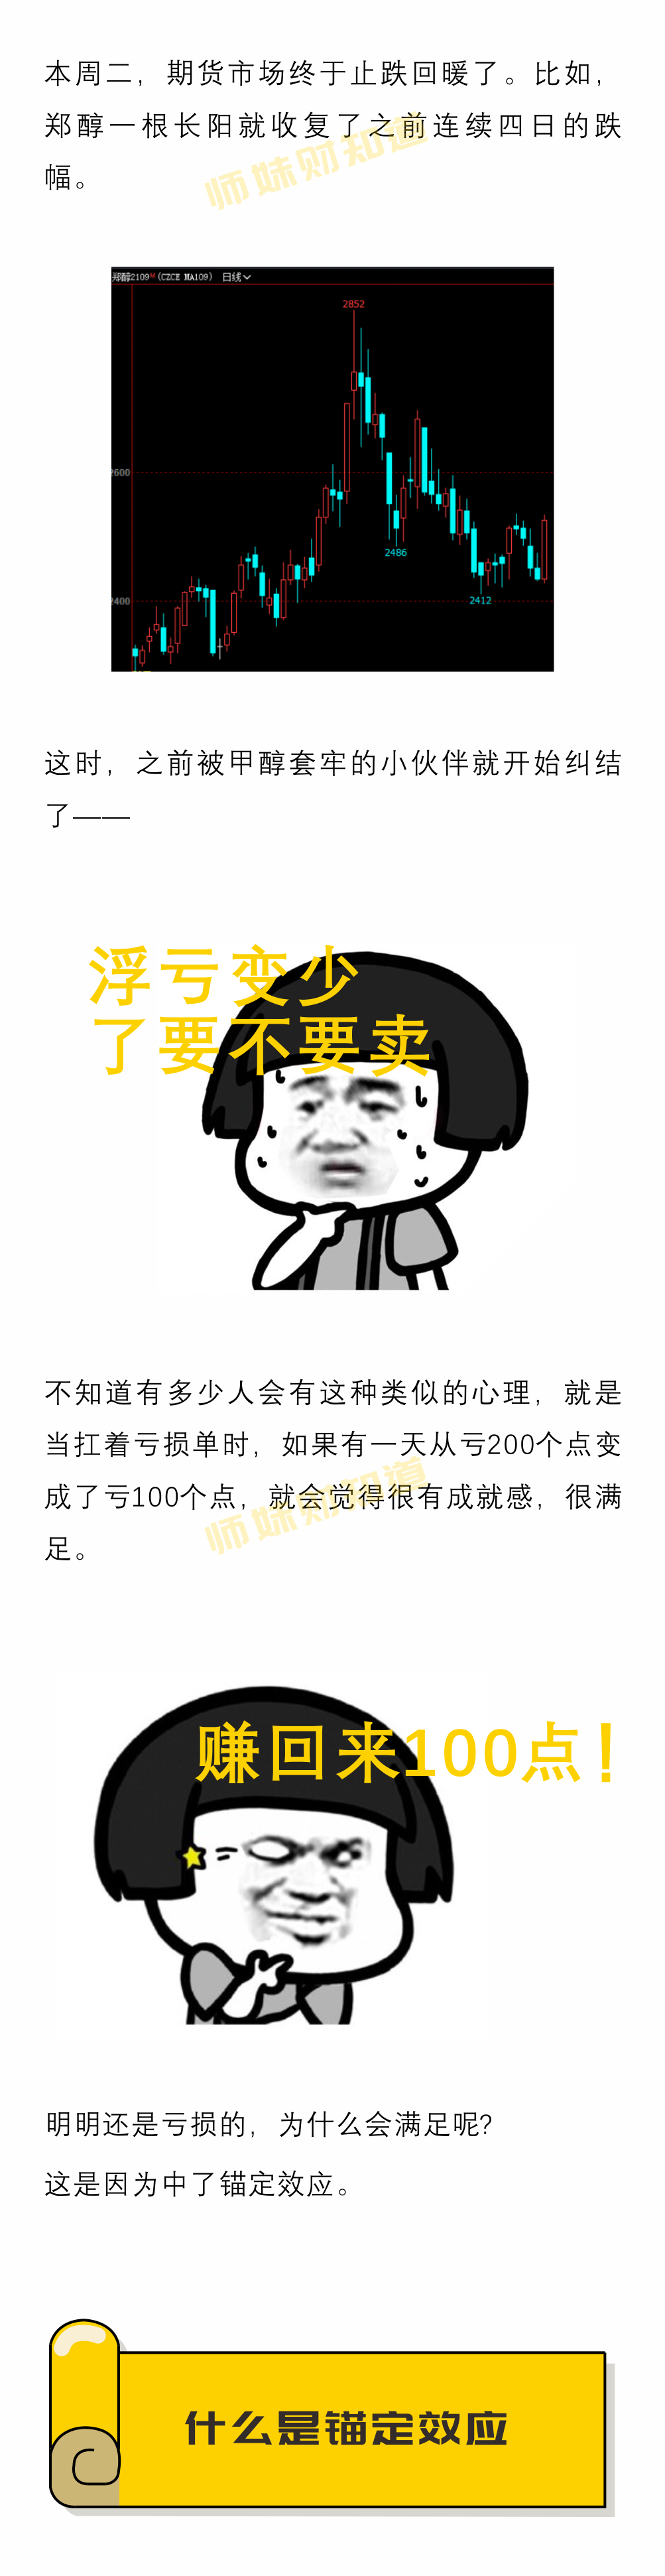 本周二，期货市场终于止跌回暖了。比如，
郑醇一根长阳就收复了之前连续四日的跌
幅。
师妹财知道
郑醇2109M (CZCE MA109) 日线
2852
2600
2486
2400
2412
这时，之前被甲醇套牢的小伙伴就开始纠结
了——
浮亏变少
了要不要卖
不知道有多少人会有这种类似的心理，就是
当扛着亏损单时，如果有一天从亏200个点变
成了亏100个点，就会觉得很有成就感，很满
足。
师妹财知道
赚回来100点！
明明还是亏损的，为什么会满足呢？
这是因为中了锚定效应。
什么是锚定效应